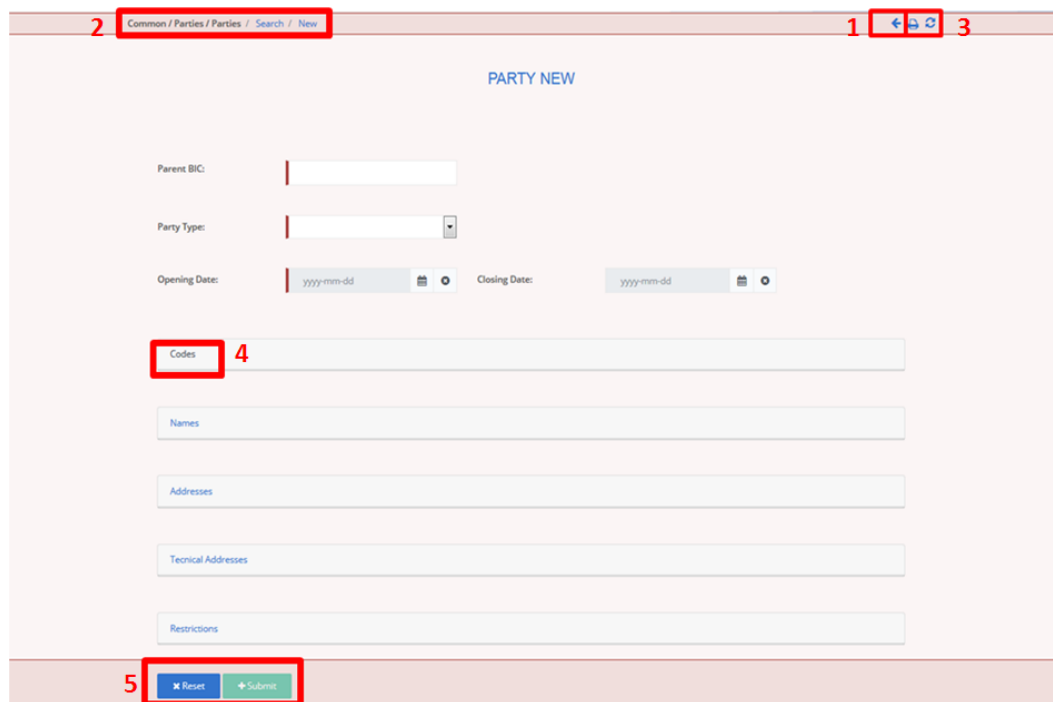 2 Common / Parties / Parties / Search / New 1 3
PARTY NEW
Parent BIC:
Party Type:
Opening Date: yyyy-mm-dd Closing Date: yyyy-mm-dd
Codes 4
Names
Addresses
Tecnical Addresses
Restrictions
5 Reset Submit